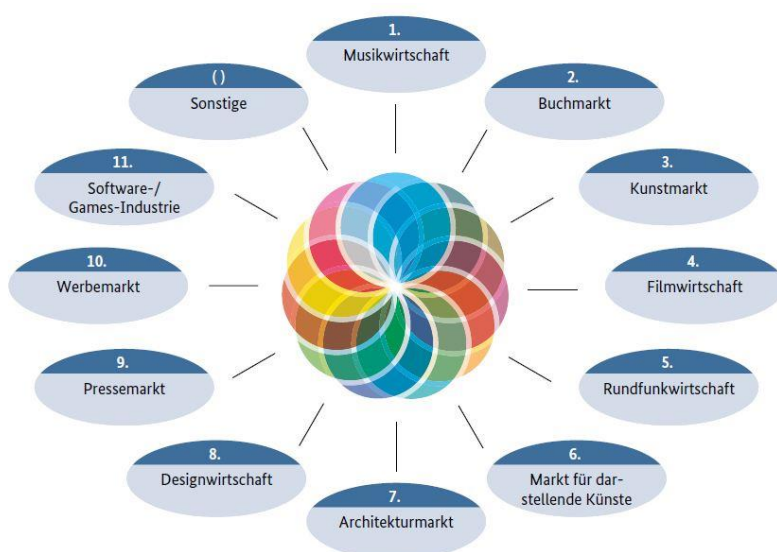 1.
Musikwirtschaft
2.
Buchmarkt
3.
Kunstmarkt
4.
Filmwirtschaft
5.
Rundfunkwirtschaft
6.
Markt für dar-
stellende Künste
7.
Architekturmarkt
8.
Designwirtschaft
9.
Pressemarkt
10.
Werbemarkt
11.
Software-/
Games-Industrie
( )
Sonstige